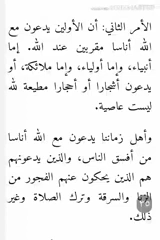 الأمر الثاني: أن الأولين يدعون مع
الله أناسا مقربين عند الله. إما
أنبياء، وإما أولياء، وإما ملائكة، أو
يدعون أشجارا أو أحجارا مطيعة لله
ليست عاصية.
وأهل زماننا يدعون مع الله أناسا
من أفسق الناس، والذين يدعونهم
هم الذين يحكون عنهم الفجور من
الزنا والسرقة وترك الصلاة وغير
ذلك.
٢٥